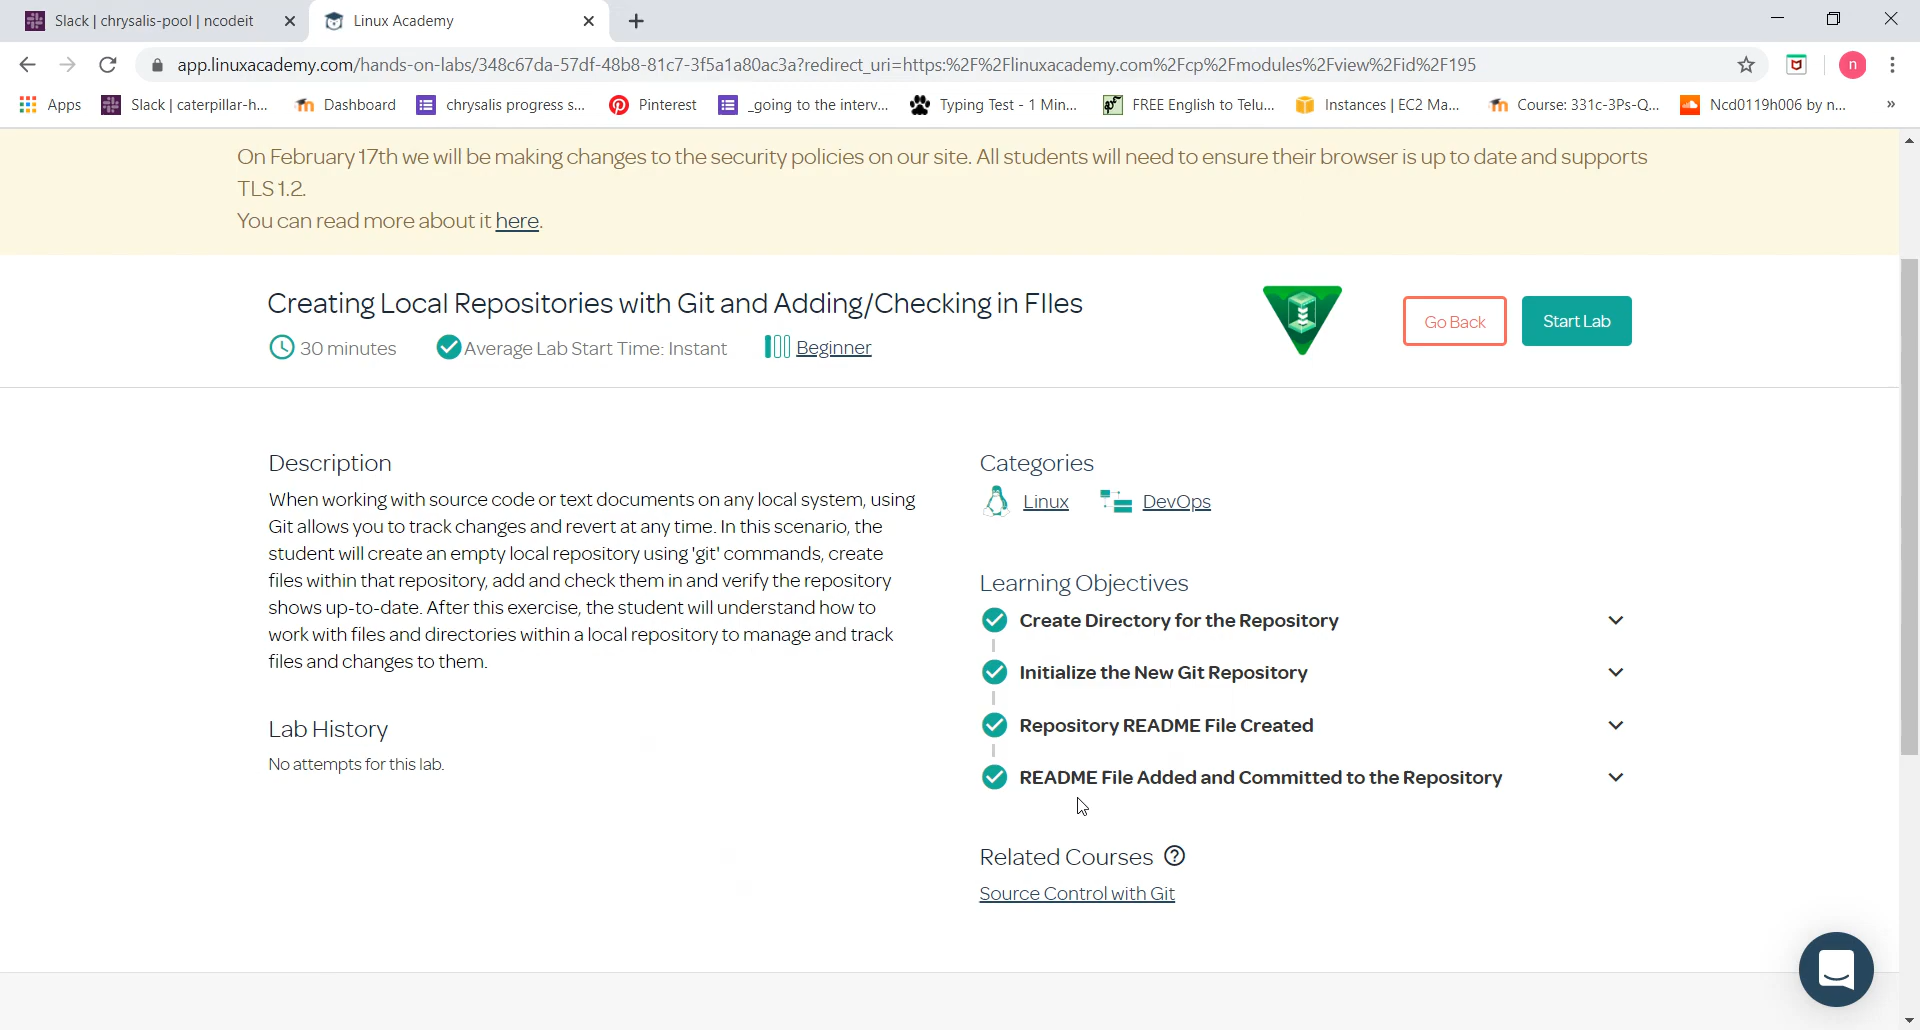 Slack | chrysalis-pool | ncodeit
Linux Academy
app.linuxacademy.com/hands-on-labs/348c67da-57df-48b8-81c7-3f5a1a80ac3a?redirect_uri=https:%2F%2Flinuxacademy.com%2Fcp%2Fmodules%2Fview%2Fid%2F195
n
Apps
Slack | caterpillar-h...
Dashboard
chrysalis progress s...
Pinterest
_going to the interv...
Typing Test - 1 Min...
FREE English to Telu...
Instances | EC2 Ma...
Course: 331c-3Ps-Q...
Ncd0119h006 by n...
»
On February 17th we will be making changes to the security policies on our site. All students will need to ensure their browser is up to date and supports
TLS 1.2.
You can read more about it here.
Creating Local Repositories with Git and Adding/Checking in FIles
30 minutes
Average Lab Start Time: Instant
Beginner
Go Back
Start Lab
Description
When working with source code or text documents on any local system, using
Git allows you to track changes and revert at any time. In this scenario, the
student will create an empty local repository using 'git' commands, create
files within that repository, add and check them in and verify the repository
shows up-to-date. After this exercise, the student will understand how to
work with files and directories within a local repository to manage and track
files and changes to them.
Lab History
No attempts for this lab.
Categories
Linux
DevOps
Learning Objectives
Create Directory for the Repository
Initialize the New Git Repository
Repository README File Created
README File Added and Committed to the Repository
Related Courses
Source Control with Git